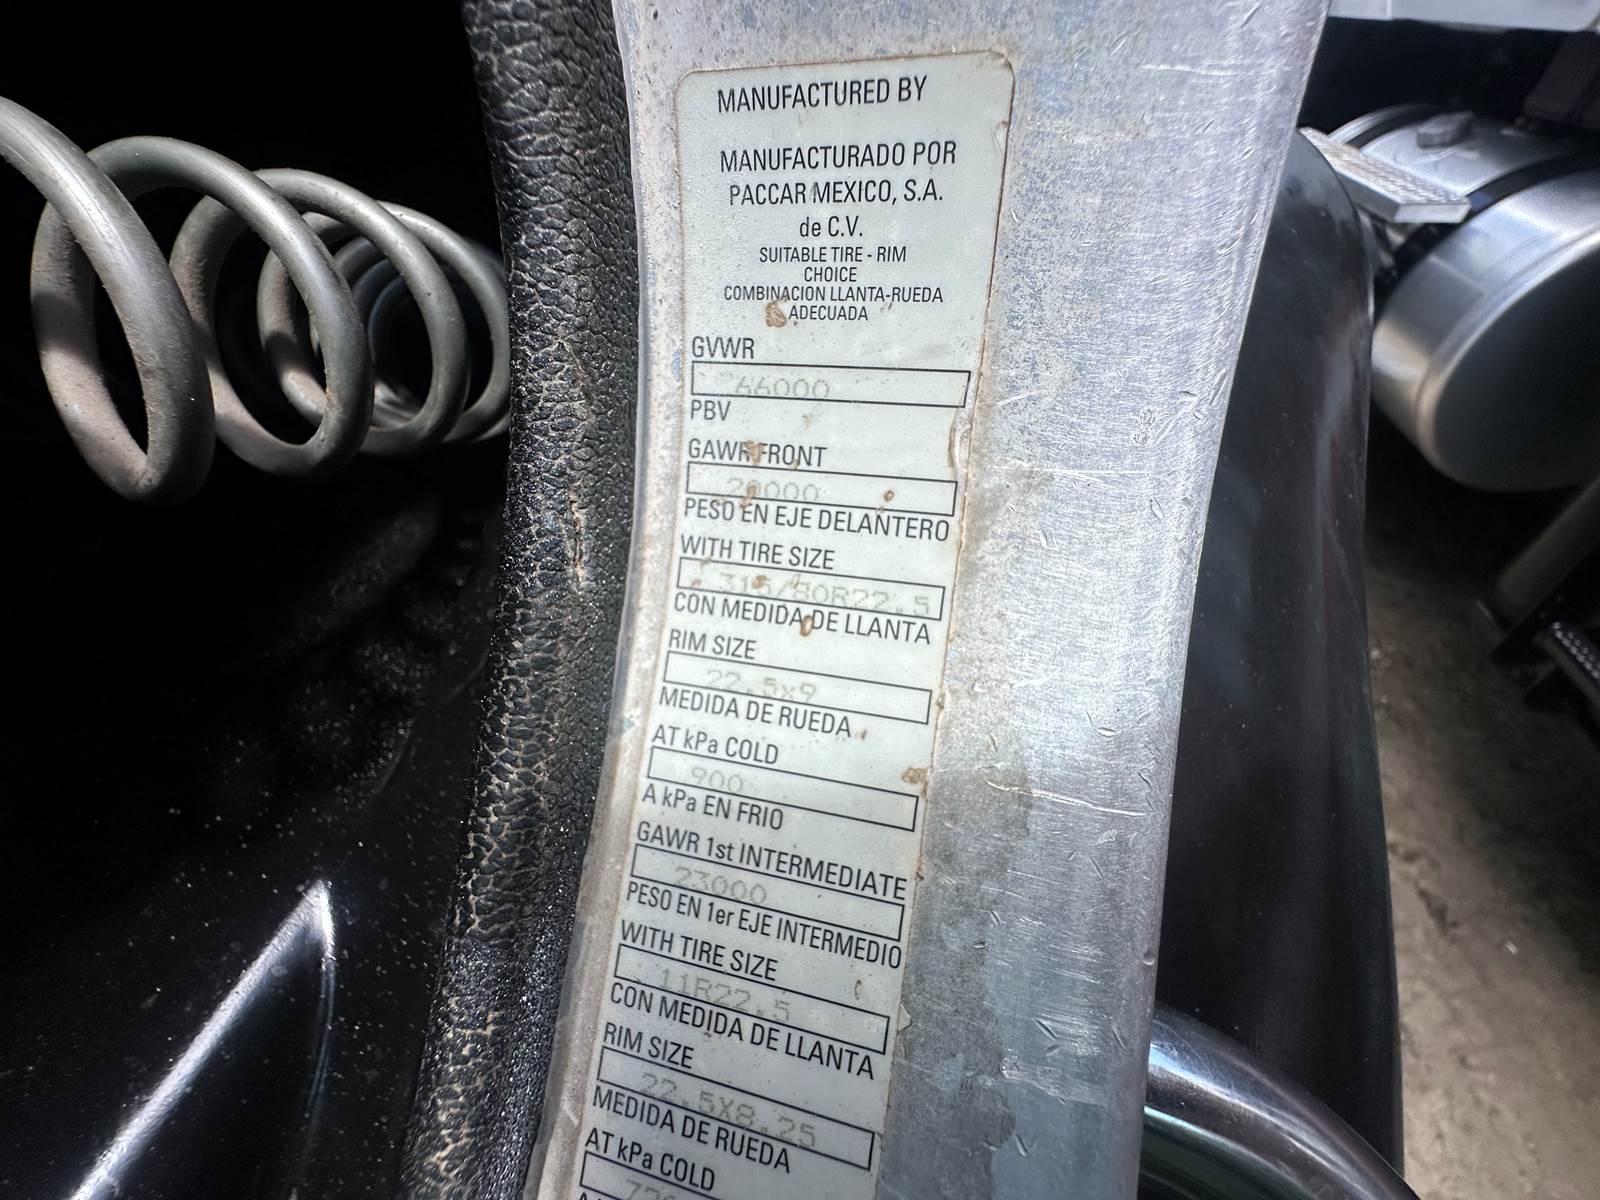 MANUFACTURED BY
MANUFACTURADO POR
PACCAR MEXICO, S.A.
de C.V.
SUITABLE TIRE - RIM
CHOICE
COMBINACION LLANTA-RUEDA
ADECUADA
GVWR
66000
PBV
GAWR FRONT
20000
PESO EN EJE DELANTERO
WITH TIRE SIZE
315/80R22.5
CON MEDIDA DE LLANTA
RIM SIZE
22.5x9
MEDIDA DE RUEDA
AT kPa COLD
900
A kPa EN FRIO
GAWR 1st INTERMEDIATE
23000
PESO EN 1er EJE INTERMEDIO
WITH TIRE SIZE
11R22.5
CON MEDIDA DE LLANTA
RIM SIZE
22.5X8.25
MEDIDA DE RUEDA
AT kPa COLD